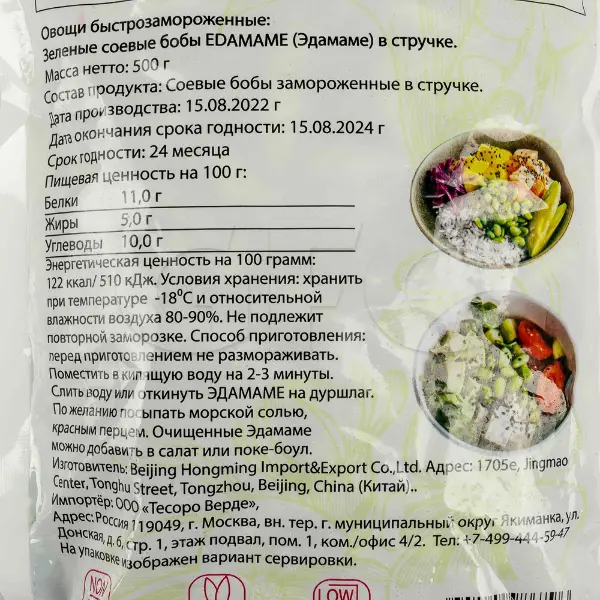 Овощи быстрозамороженные:
Зеленые соевые бобы EDAMAME (Эдамаме) в стручке.
Масса нетто: 500 г
Состав продукта: Соевые бобы замороженные в стручке.
Дата производства: 15.08.2022 г
Дата окончания срока годности: 15.08.2024 г
Срок годности: 24 месяца
Пищевая ценность на 100 г:
Белки 11,0 г
Жиры 5,0 г
Углеводы 10,0 г
Энергетическая ценность на 100 грамм:
122 ккал/ 510 кДж. Условия хранения: хранить
при температуре -18⁰С и относительной
влажности воздуха 80-90%. Не подлежит
повторной заморозке. Способ приготовления:
перед приготовлением не размораживать.
Поместить в кипящую воду на 2-3 минуты.
Слить воду или откинуть ЭДАМАМЕ на дуршлаг.
По желанию посыпать морской солью,
красным перцем. Очищенные Эдамаме
можно добавить в салат или поке-боул.
Изготовитель: Beijing Hongming Import&Export Co.,Ltd. Адрес: 1705e, Jingmao
Center, Tonghu Street, Tongzhou, Beijing, China (Китай)..
Импортёр: ООО «Тесоро Верде»,
Адрес: Россия 119049, г. Москва, вн. тер. г. муниципальный округ Якиманка, ул.
Донская, д.6, стр. 1, этаж подвал, пом. 1, ком./офис 4/2. Тел: +7-499-444-59-47
На упаковке изображен вариант сервировки.
NON LOW